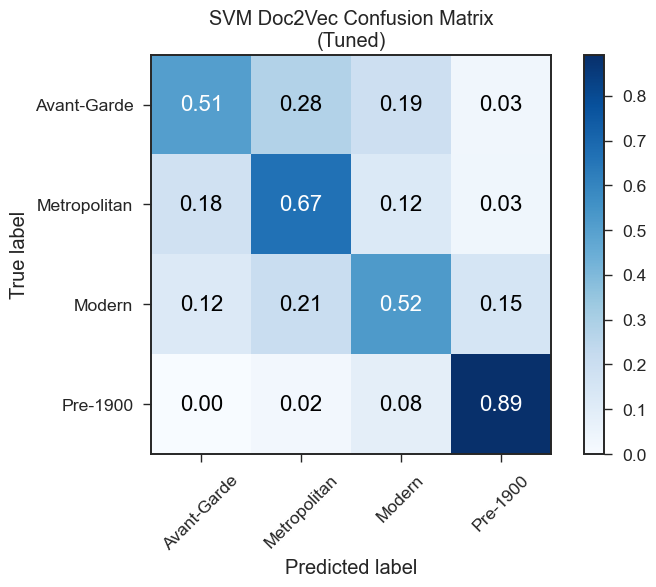 SVM Doc2Vec Confusion Matrix
(Tuned)
True label
Avant-Garde 0.51 0.28 0.19 0.03
Metropolitan 0.18 0.67 0.12 0.03
Modern 0.12 0.21 0.52 0.15
Pre-1900 0.00 0.02 0.08 0.89
Avant-Garde Metropolitan Modern Pre-1900
Predicted label
0.8
0.7
0.6
0.5
0.4
0.3
0.2
0.1
0.0